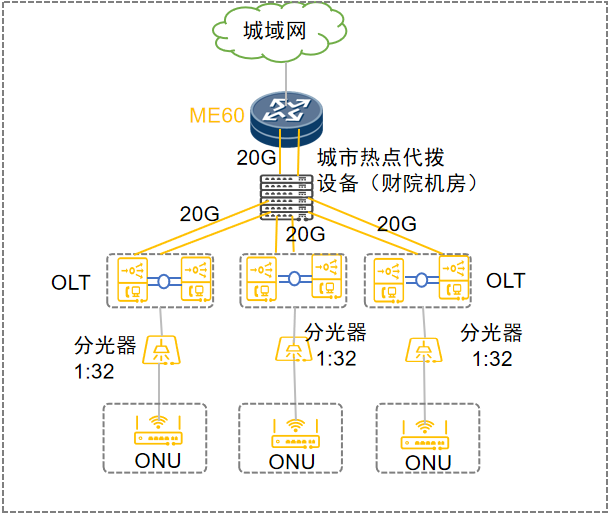 城域网
ME60
20G
城市热点代拨
设备（财院机房）
20G
20G
20G
OLT
OLT
分光器
1:32
分光器
1:32
分光器
1:32
ONU
ONU
ONU